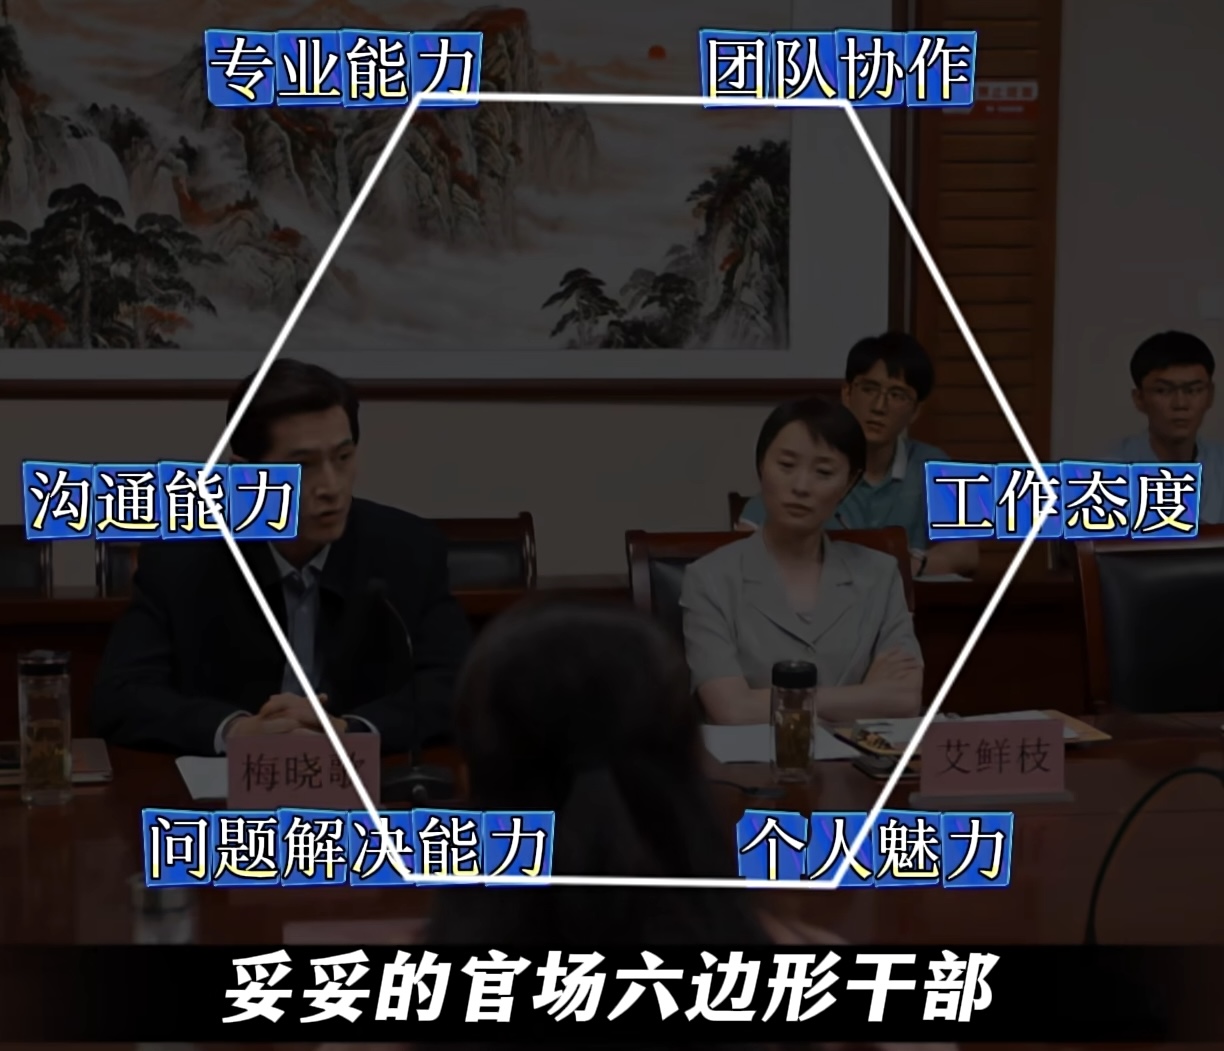 专业能力
团队协作
沟通能力
工作态度
梅晓歌
艾鲜枝
问题解决能力
个人魅力
妥妥的官场六边形干部